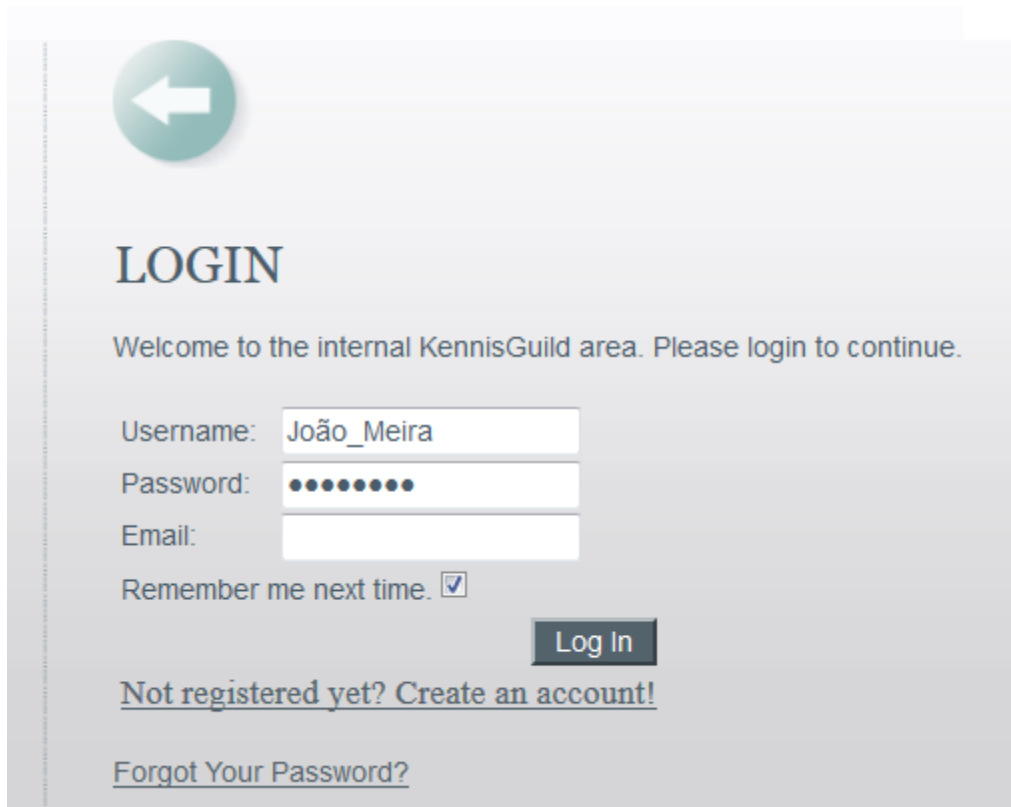 LOGIN
Welcome to the internal KennisGuild area. Please login to continue.
Username: João_Meira
Password: ●●●●●●●●
Email:
Remember me next time.
Log In
Not registered yet? Create an account!
Forgot Your Password?